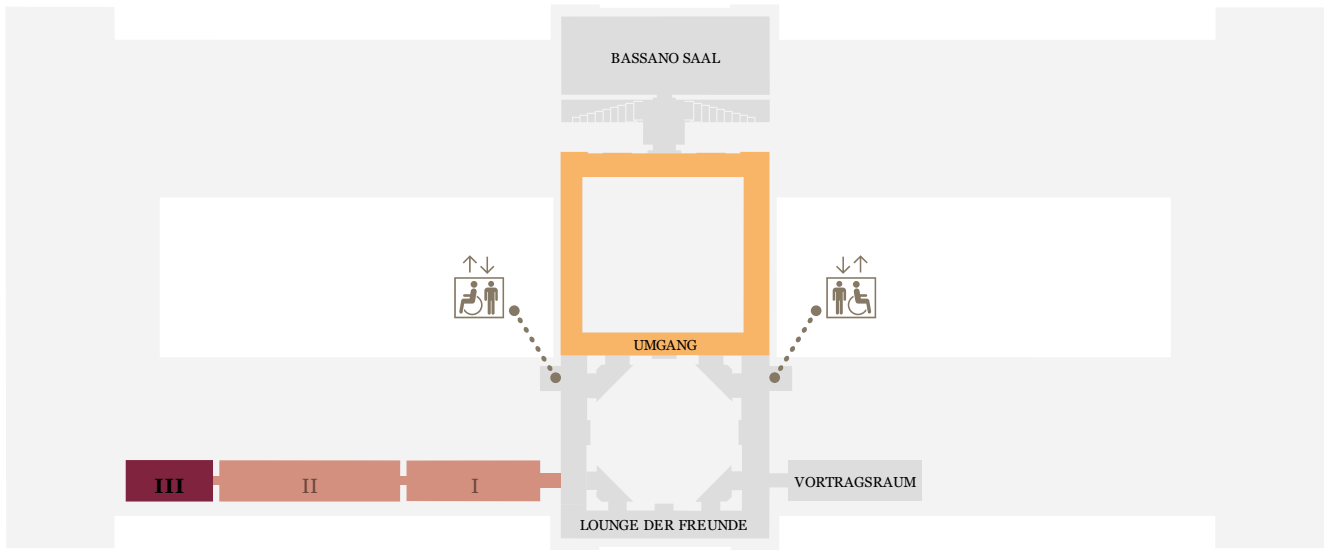 BASSANO SAAL
UMGANG
III
II
I
VORTRAGSRAUM
LOUNGE DER FREUNDE